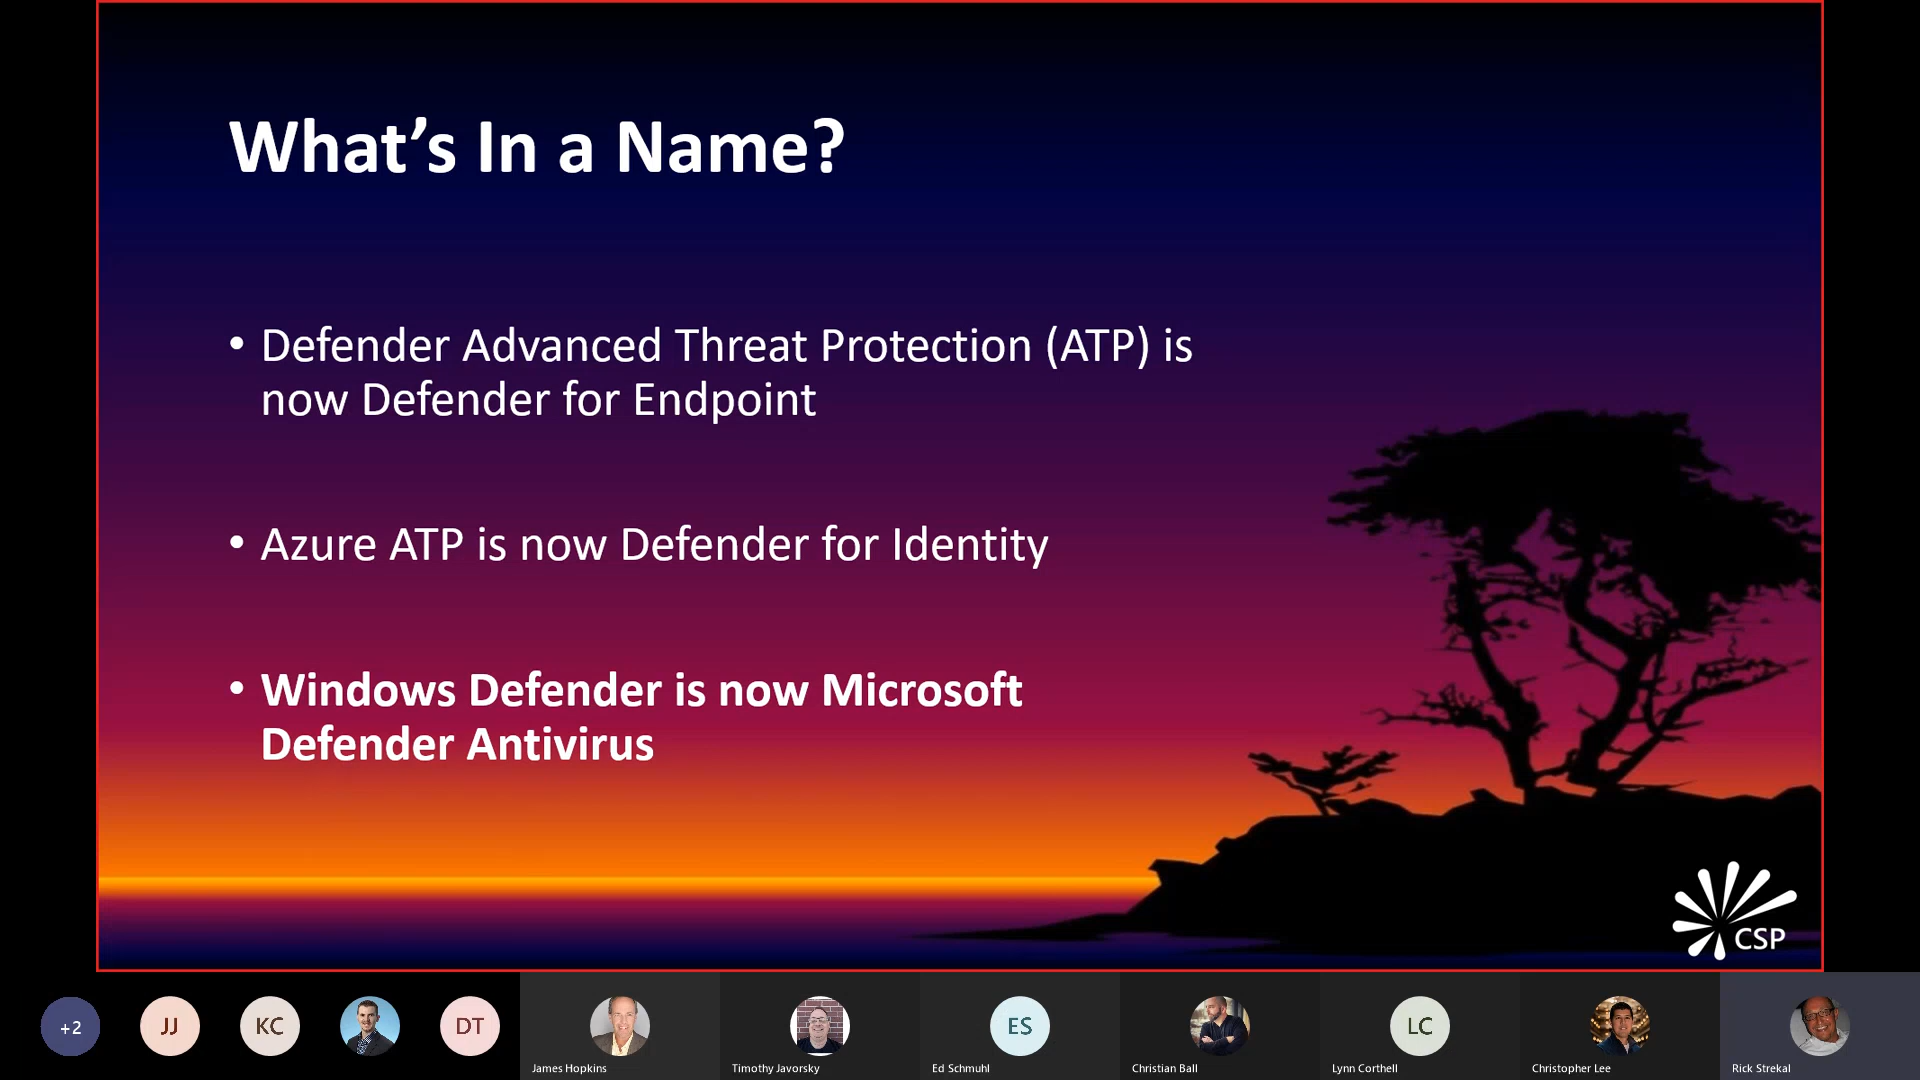 What's In a Name?
• Defender Advanced Threat Protection (ATP) is
now Defender for Endpoint
• Azure ATP is now Defender for Identity
• Windows Defender is now Microsoft
Defender Antivirus
CSP
+2
JJ
KC
DT
ES
LC
James Hopkins
Timothy Javorsky
Ed Schmuhl
Christian Ball
Lynn Corthell
Christopher Lee
Rick Strekal